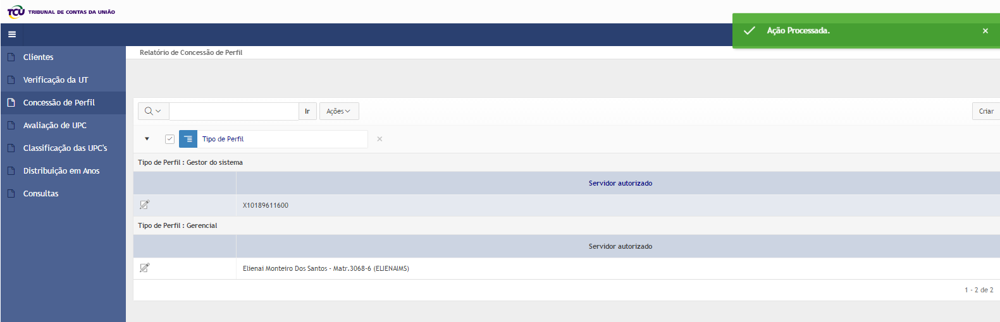 TCU TRIBUNAL DE CONTAS DA UNIÃO
Ação Processada.
Clientes
Verificação da UT
Concessão de Perfil
Avaliação de UPC
Classificação das UPC's
Distribuição em Anos
Consultas
Relatório de Concessão de Perfil
Ir Ações Criar
Tipo de Perfil
Tipo de Perfil : Gestor do sistema
Servidor autorizado
X10189611600
Tipo de Perfil : Gerencial
Servidor autorizado
Elienai Monteiro Dos Santos - Matr.3068-6 (ELIENAIMS)
1 - 2 de 2